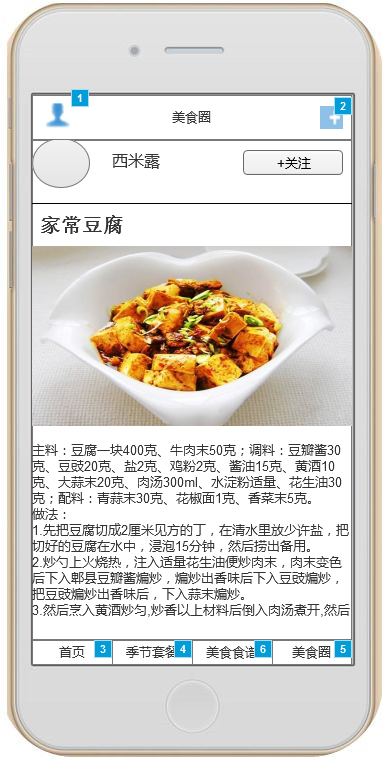 1
2
美食圈
西米露
+关注
家常豆腐
主料：豆腐一块400克、牛肉末50克；调料：豆瓣酱30
克、豆豉20克、盐2克、鸡粉2克、酱油15克、黄酒10
克、大蒜末20克、肉汤300ml、水淀粉适量、花生油30
克；配料：青蒜末30克、花椒面1克、香菜末5克。
做法：
1.先把豆腐切成2厘米见方的丁，在清水里放少许盐，把
切好的豆腐在水中，浸泡15分钟，然后捞出备用。
2.炒勺上火烧热，注入适量花生油便炒肉末，肉末变色
后下入郫县豆瓣酱煸炒，煸炒出香味后下入豆豉煸炒，
把豆豉煸炒出香味后，下入蒜末煸炒。
3.然后烹入黄酒炒匀,炒香以上材料后倒入肉汤煮开,然后
首页 3 季节套餐 4 美食食谱 6 美食圈 5